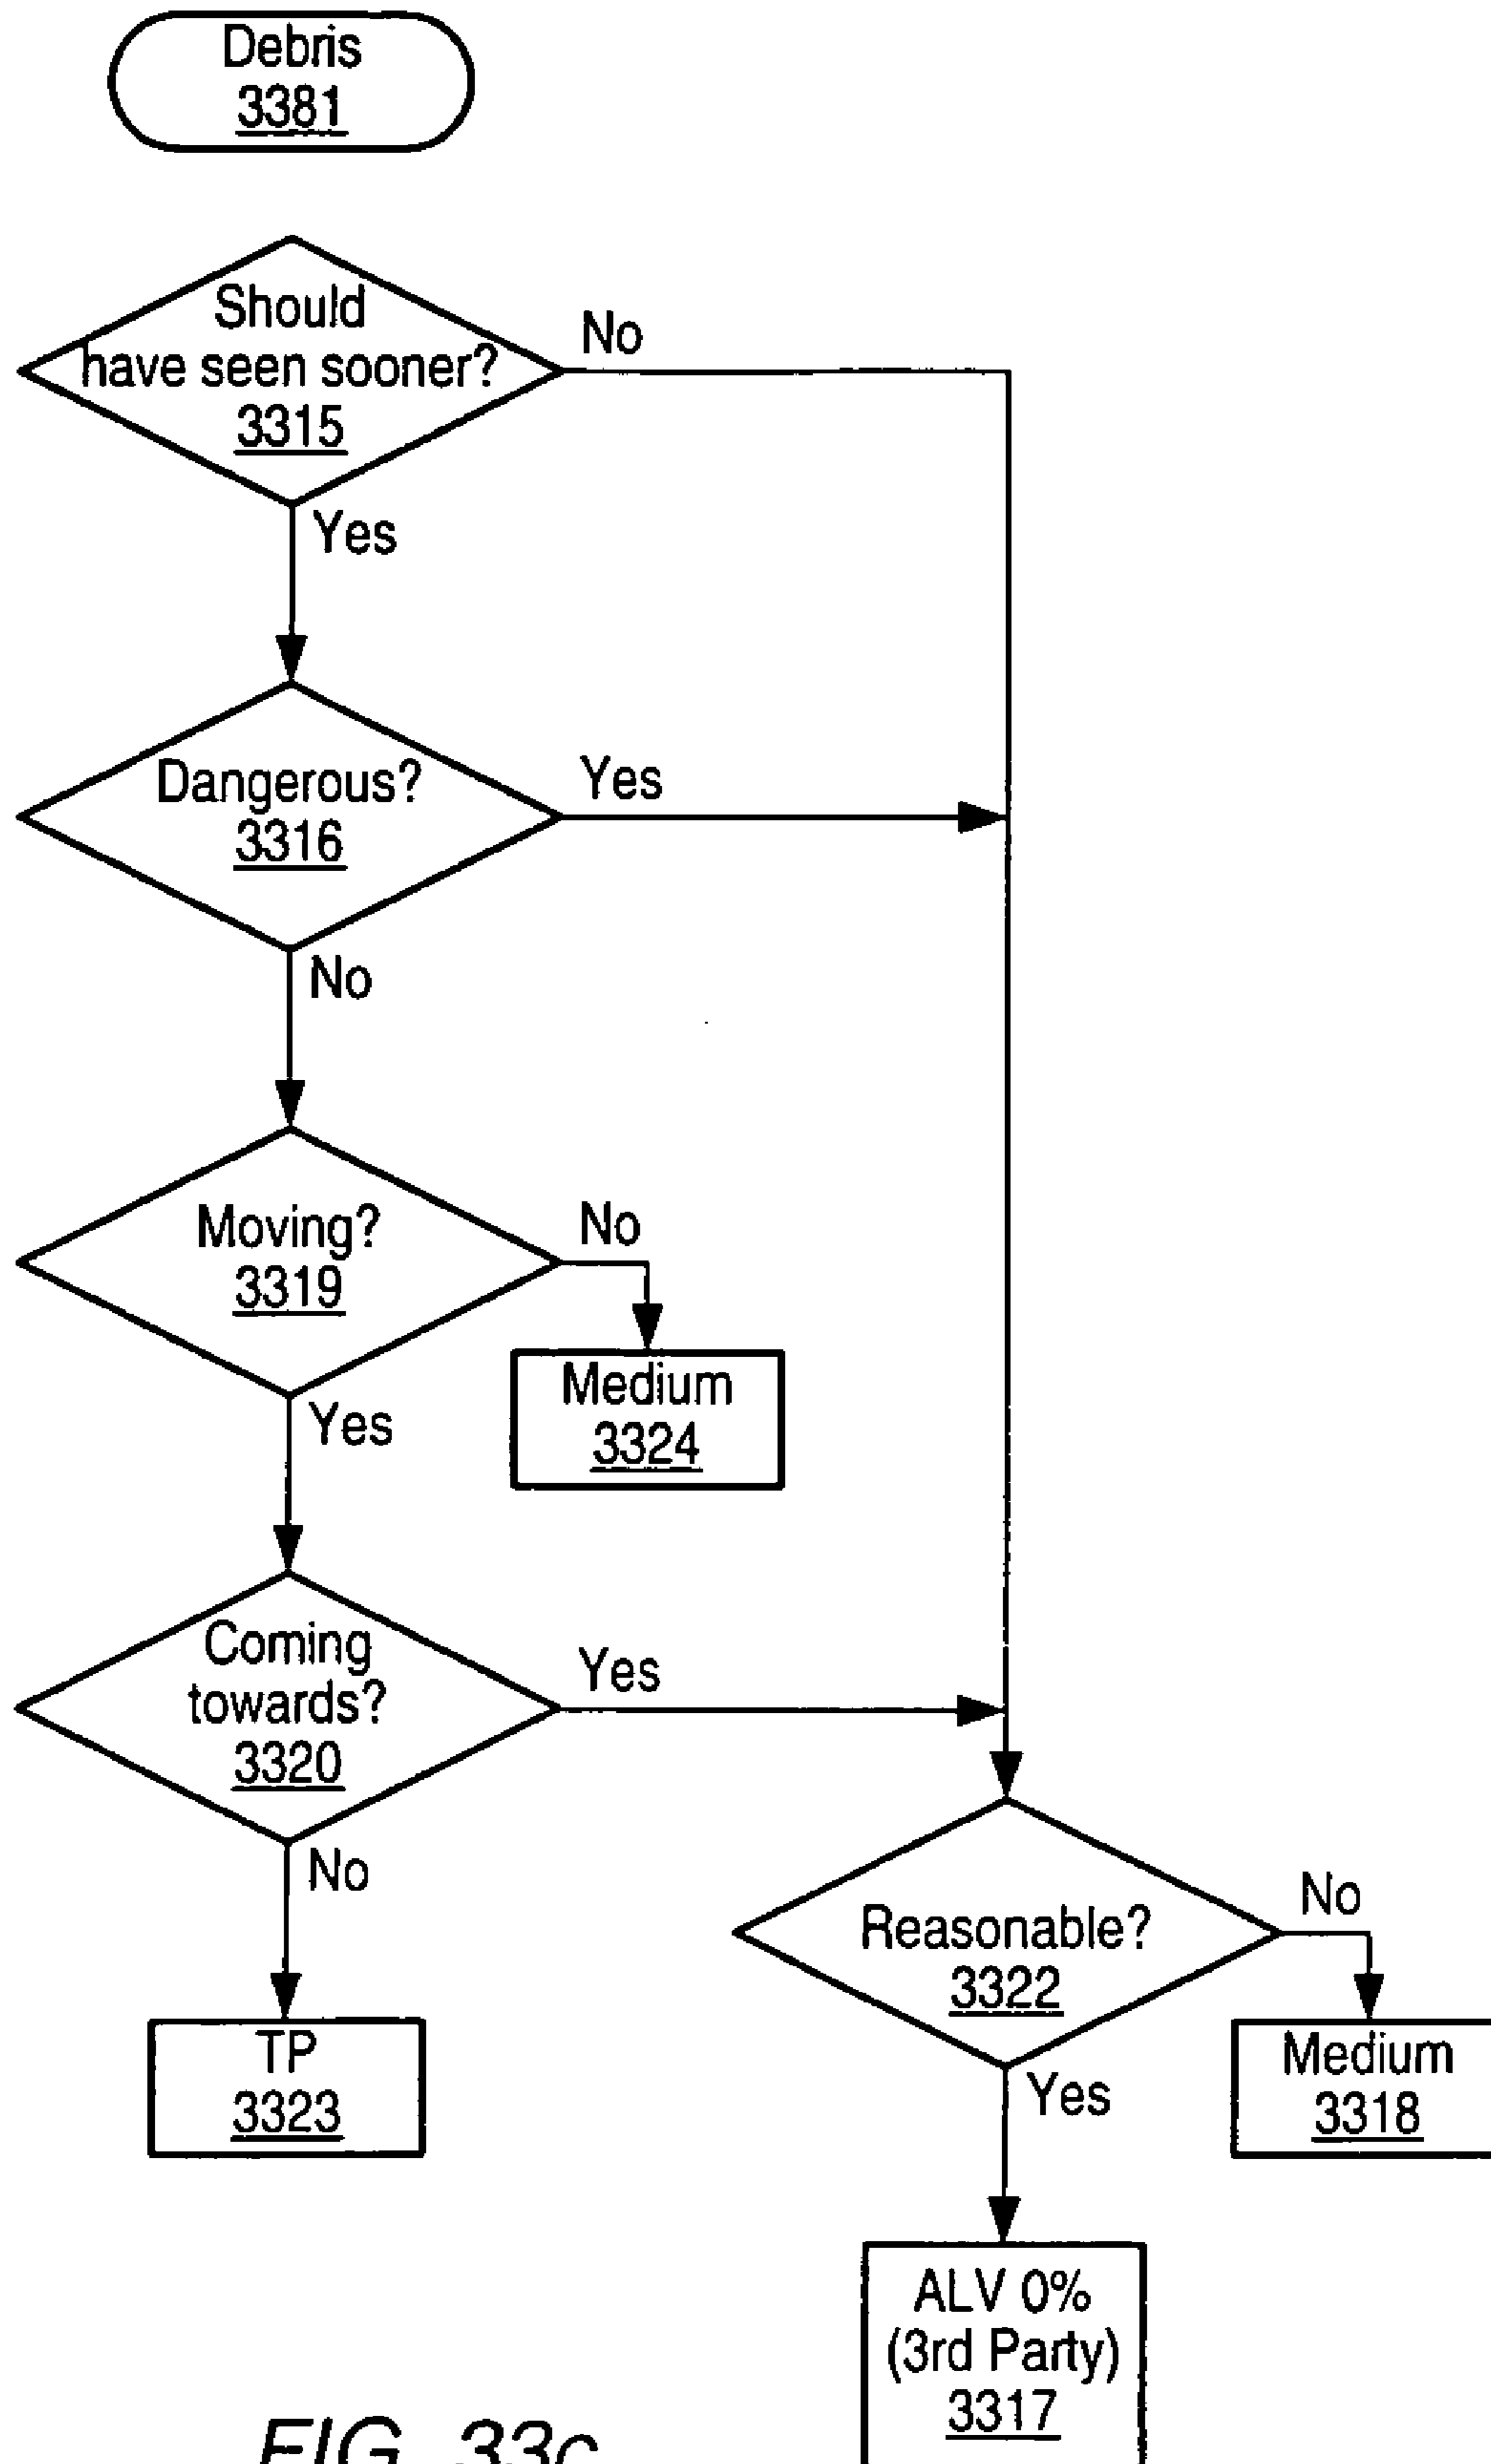 Debris
3381
Should
have seen sooner?
3315
No
Yes
Dangerous?
3316
Yes
No
Moving?
3319
No
Yes
Medium
3324
Coming
towards?
3320
Yes
No
Reasonable?
3322
No
Yes
TP
3323
Medium
3318
ALV 0%
(3rd Party)
3317
FIG. 33c